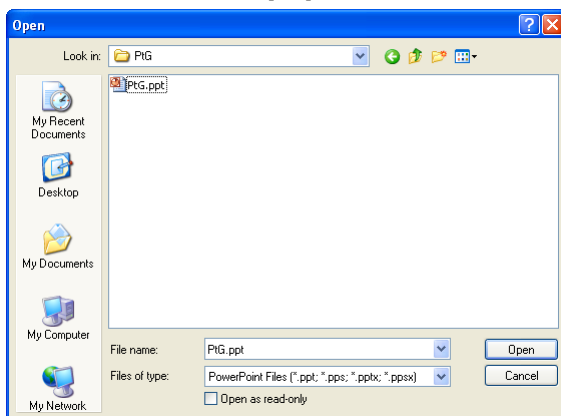 Open
Look in:
PtG
PtG.ppt
My Recent
Documents
Desktop
My Documents
My Computer
My Network
File name:
PtG.ppt
Open
Files of type:
PowerPoint Files (*.ppt; *.pps; *.pptx; *.ppsx)
Cancel
Open as read-only